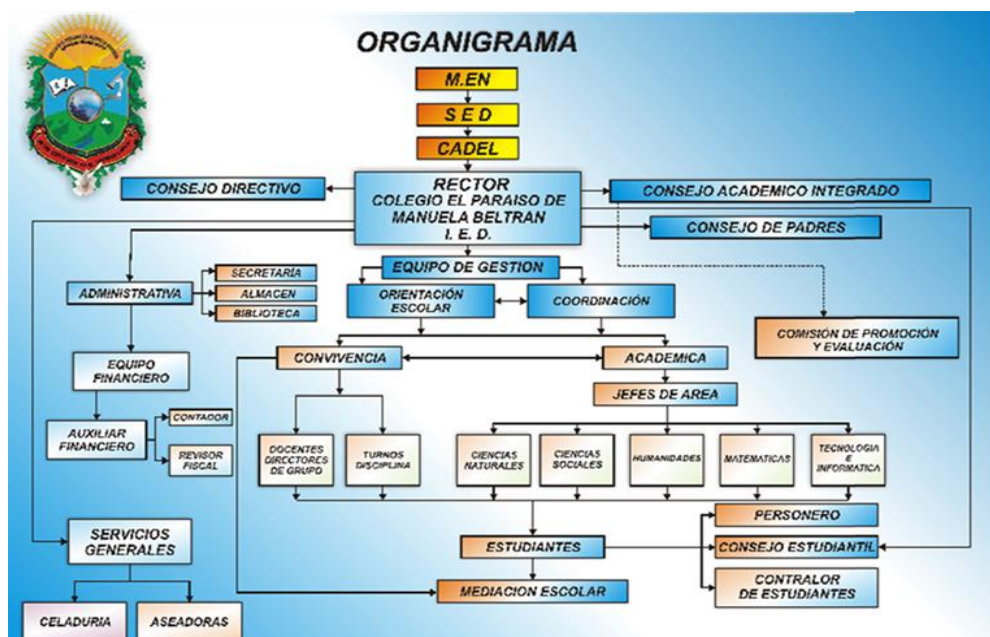 ORGANIGRAMA
M.EN
S E D
CADEL
RECTOR
COLEGIO EL PARAISO DE
MANUELA BELTRAN
I. E. D.
CONSEJO DIRECTIVO
CONSEJO ACADEMICO INTEGRADO
CONSEJO DE PADRES
EQUIPO DE GESTION
SECRETARÍA
ADMINISTRATIVA
ALMACEN
BIBLIOTECA
ORIENTACIÓN
ESCOLAR
COORDINACIÓN
COMISIÓN DE PROMOCIÓN
Y EVALUACIÓN
CONVIVENCIA
ACADEMICA
EQUIPO
FINANCIERO
JEFES DE AREA
AUXILIAR
FINANCIERO
CONTADOR
REVISOR
FISCAL
DOCENTES
DIRECTORES
DE GRUPO
TURNOS
DISCIPLINA
CIENCIAS
NATURALES
CIENCIAS
SOCIALES
HUMANIDADES
MATEMATICAS
TECNOLOGIA
E
INFORMATICA
SERVICIOS
GENERALES
ESTUDIANTES
PERSONERO
CONSEJO ESTUDIANTIL
MEDIACION ESCOLAR
CONTRALOR
DE ESTUDIANTES
CELADURIA
ASEADORAS